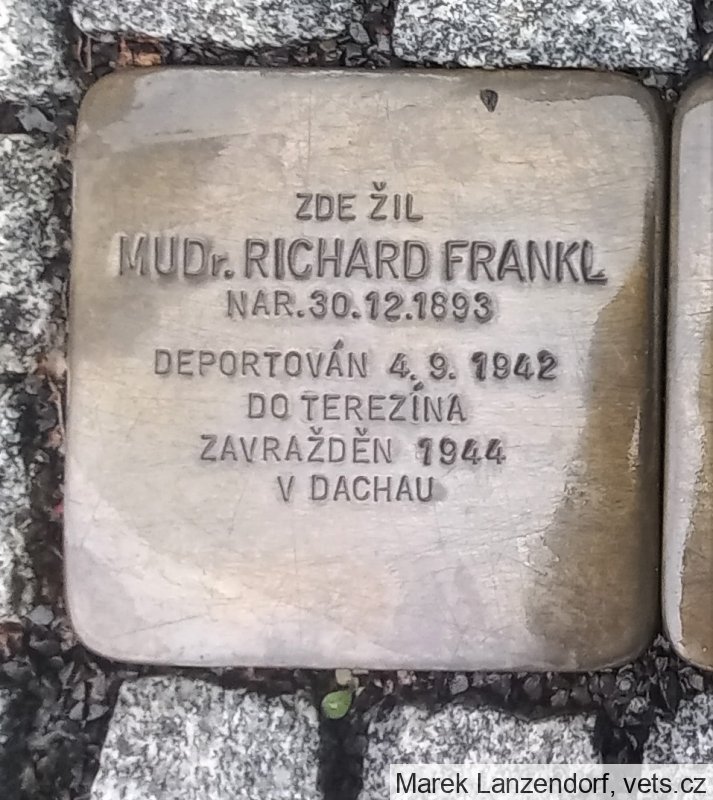 ZDE ŽIL
MUDr. RICHARD FRANKL
NAR.30.12.1893
DEPORTOVÁN 4.9.1942
DO TEREZÍNA
ZAVRAŽDĚN 1944
V DACHAU
Marek Lanzendorf, vets.cz